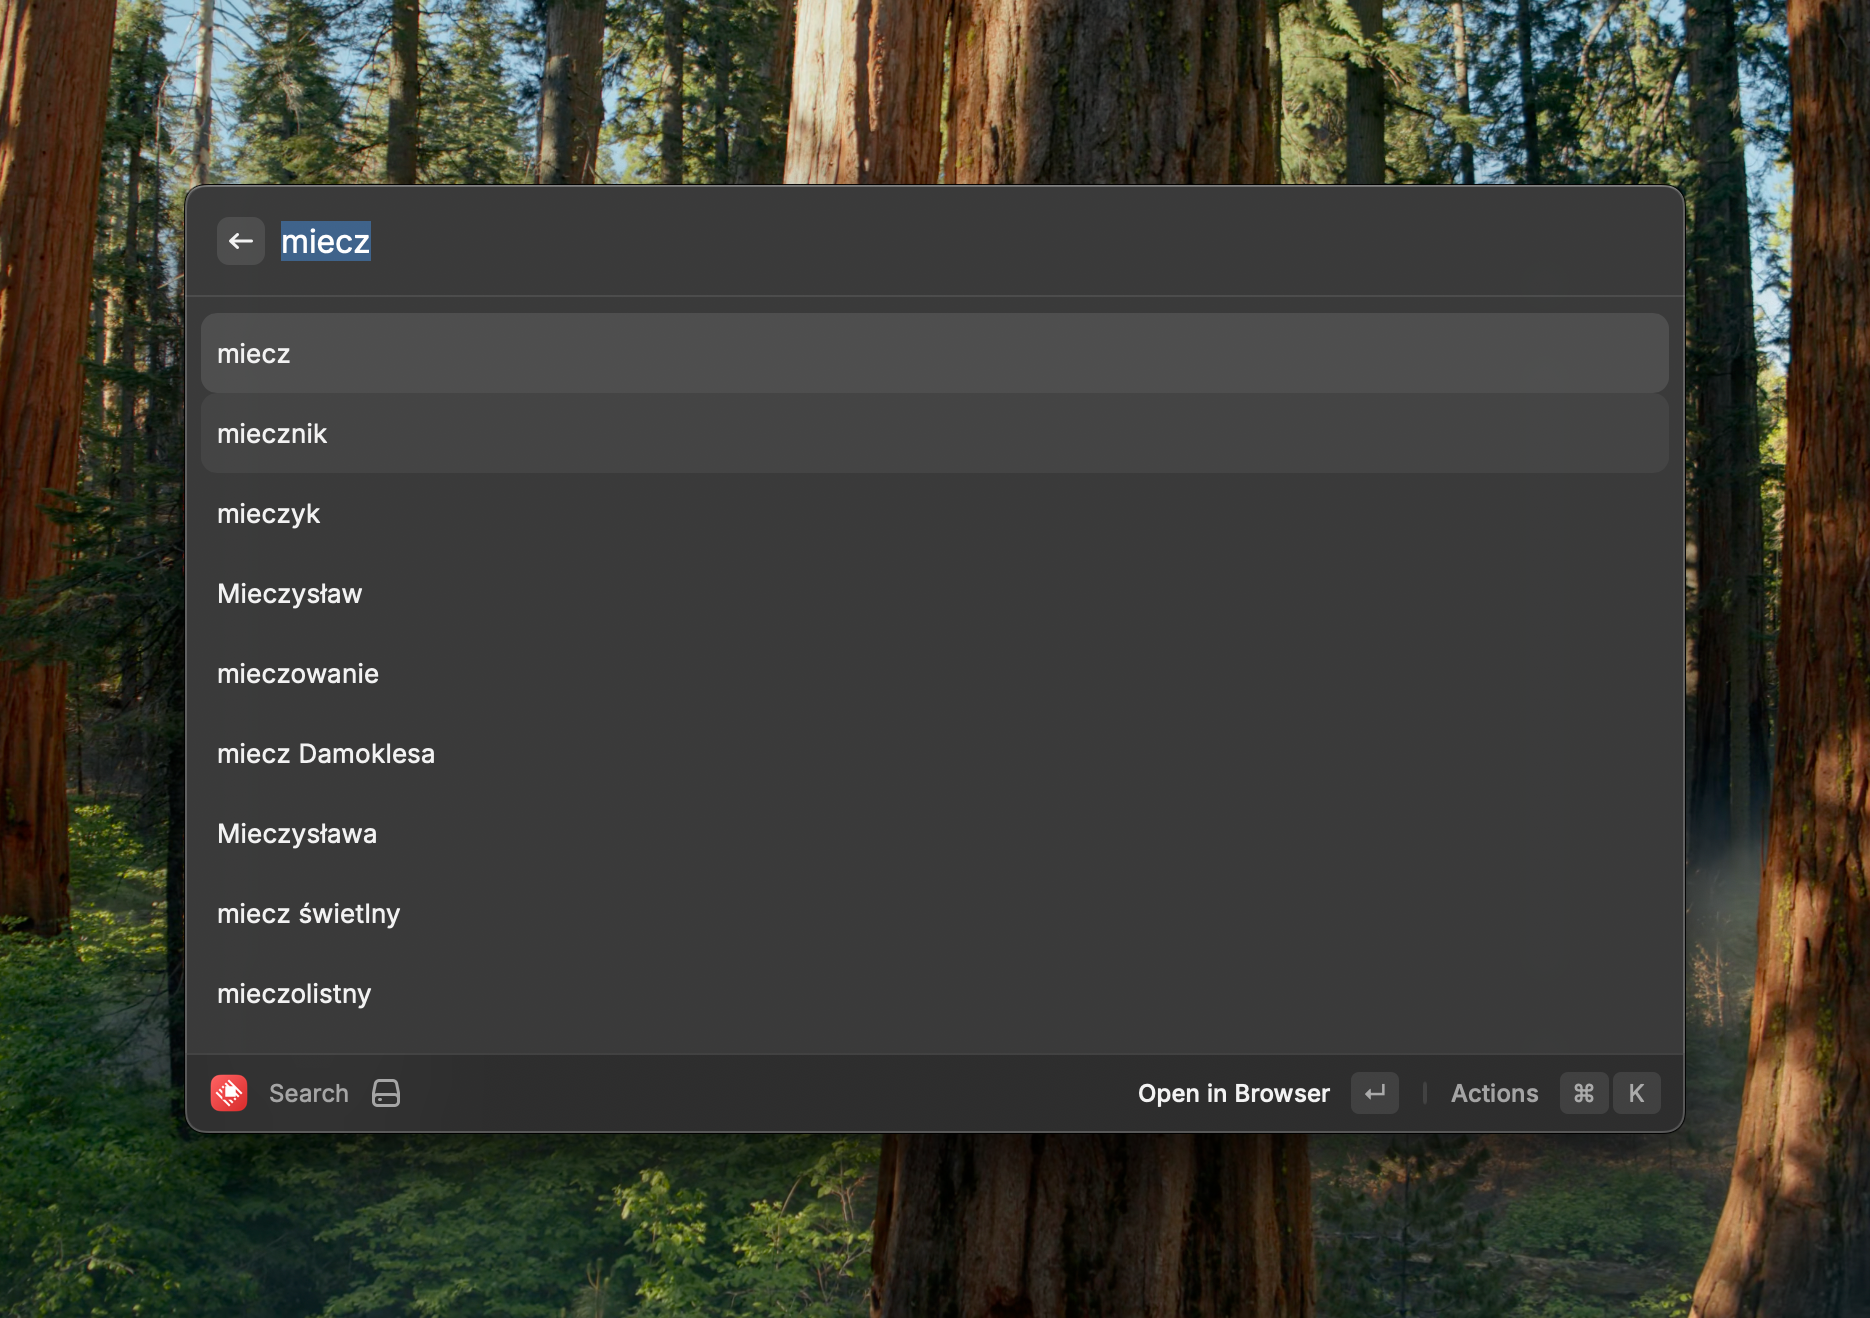 miecz
miecz
miecznik
mieczyk
Mieczysław
mieczowanie
miecz Damoklesa
Mieczysława
miecz świetlny
mieczolistny
Search Open in Browser ↵ Actions ⌘ K